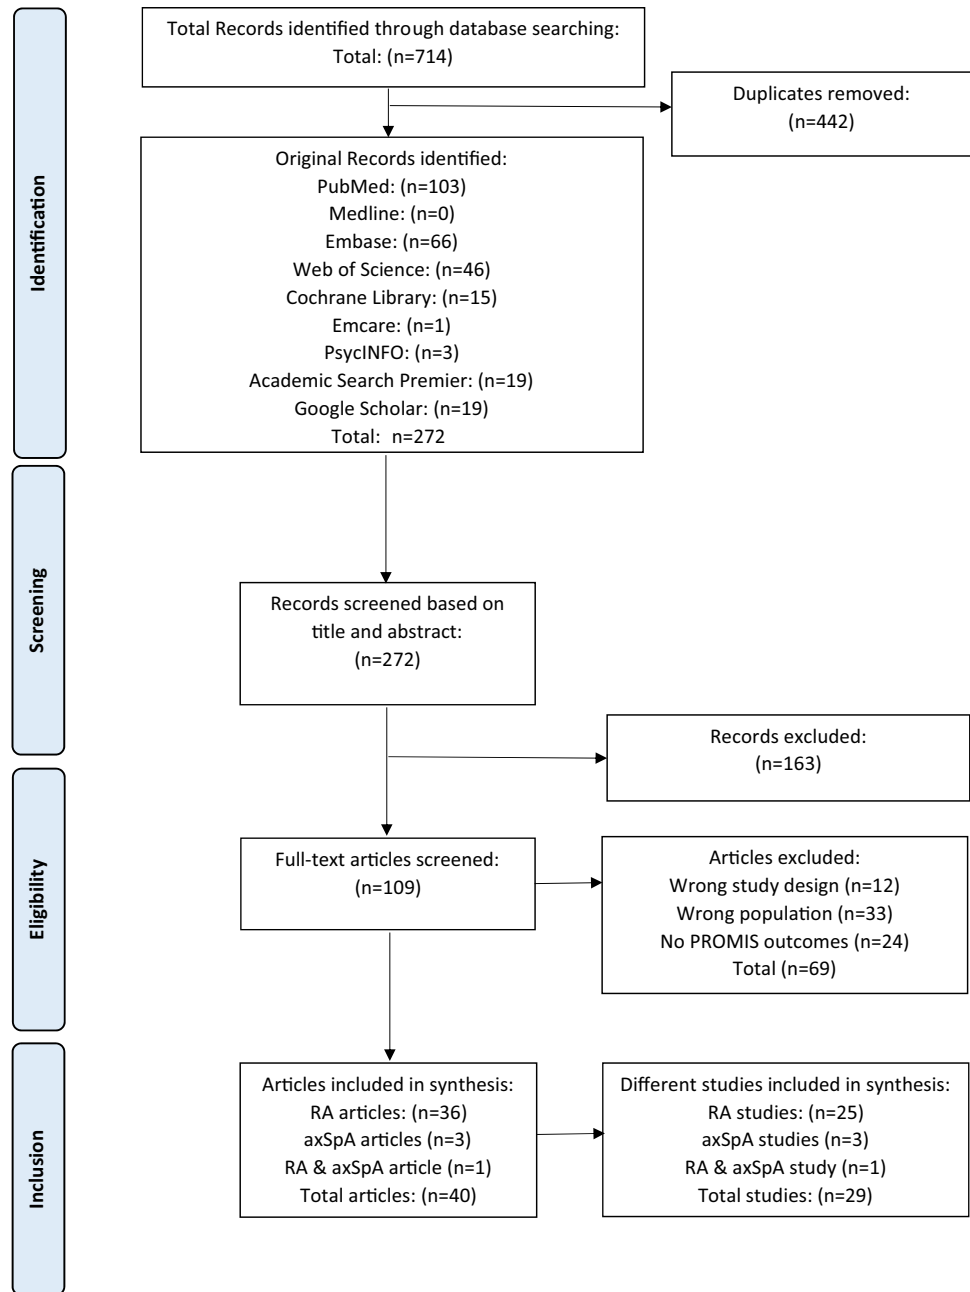 Total Records identified through database searching:
Total: (n=714)
Duplicates removed:
(n=442)
Identification
Original Records identified:
PubMed: (n=103)
Medline: (n=0)
Embase: (n=66)
Web of Science: (n=46)
Cochrane Library: (n=15)
Emcare: (n=1)
PsycINFO: (n=3)
Academic Search Premier: (n=19)
Google Scholar: (n=19)
Total: n=272
Screening
Records screened based on
title and abstract:
(n=272)
Records excluded:
(n=163)
Eligibility
Full-text articles screened:
(n=109)
Articles excluded:
Wrong study design (n=12)
Wrong population (n=33)
No PROMIS outcomes (n=24)
Total (n=69)
Inclusion
Articles included in synthesis:
RA articles: (n=36)
axSpA articles (n=3)
RA & axSpA article (n=1)
Total articles: (n=40)
Different studies included in synthesis:
RA studies: (n=25)
axSpA studies (n=3)
RA & axSpA study (n=1)
Total studies: (n=29)